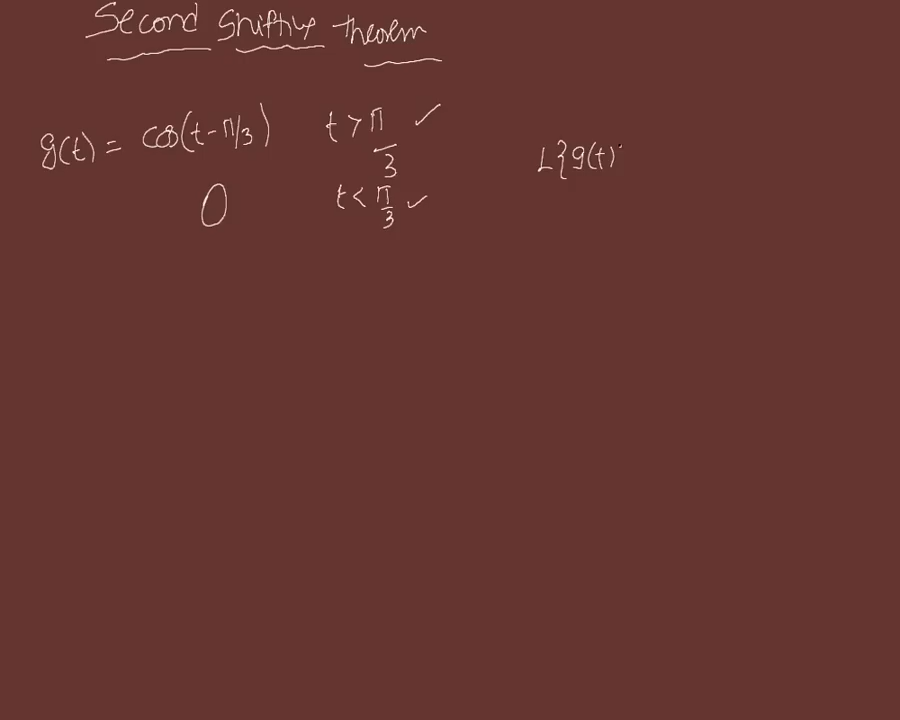 Second Shifting theorem
g(t) = cos(t - π/3) t > π/3 ✓
0 t < π/3 ✓
L{g(t)